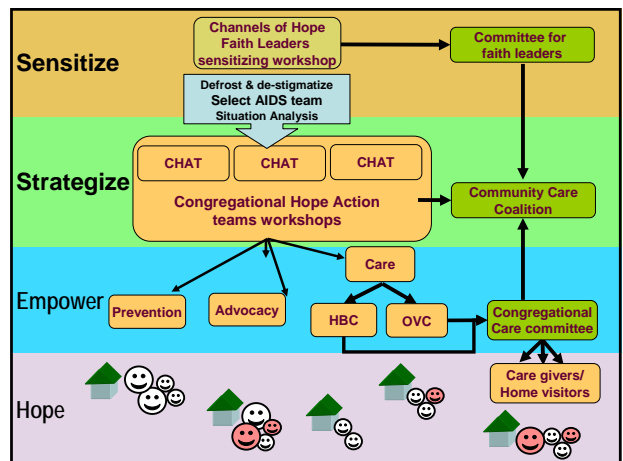 Sensitize
Channels of Hope
Faith Leaders
sensitizing workshop
Committee for
faith leaders
Defrost & de-stigmatize
Select AIDS team
Situation Analysis
Strategize
CHAT
CHAT
CHAT
Congregational Hope Action
teams workshops
Community Care
Coalition
Empower
Prevention
Advocacy
Care
HBC
OVC
Congregational
Care committee
Hope
Care givers/
Home visitors